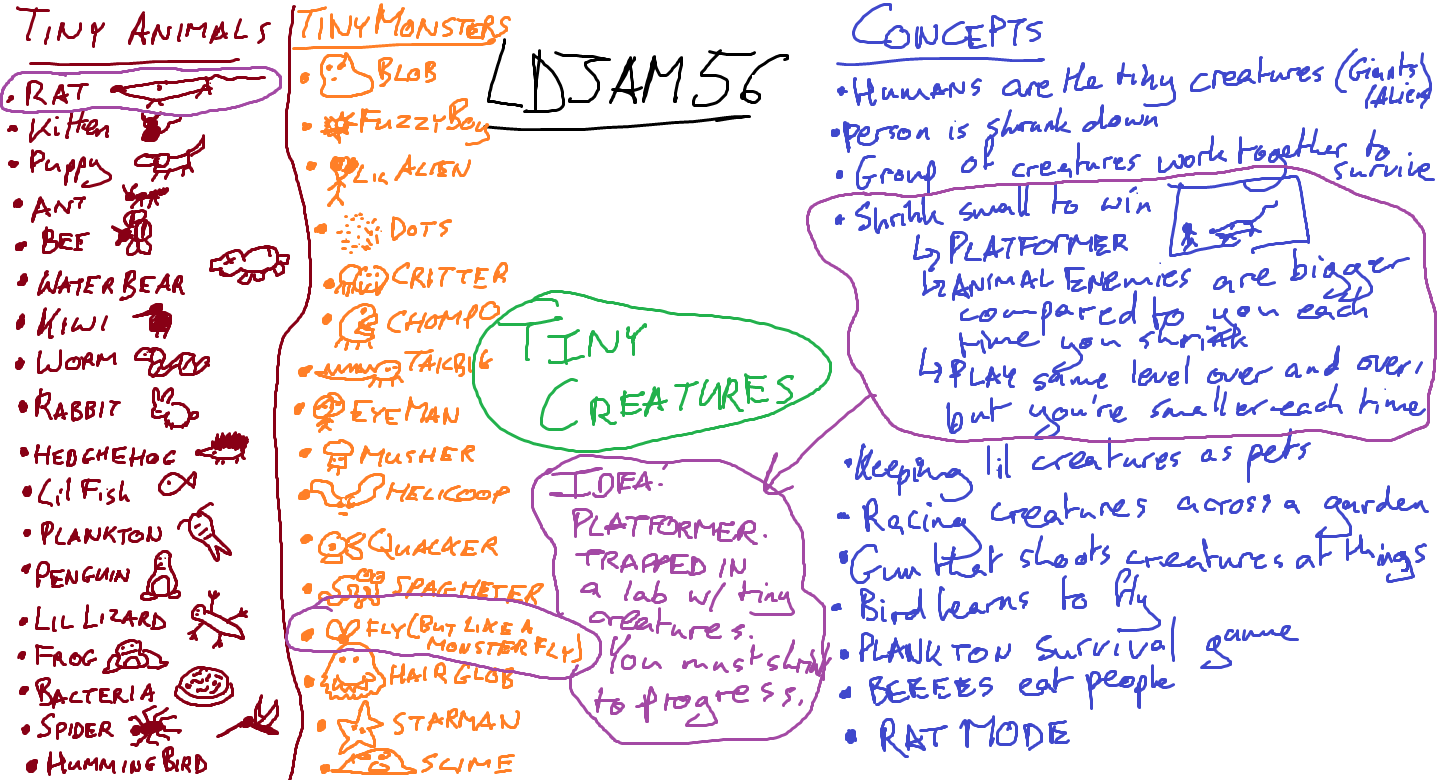 TINY ANIMALS
• RAT
• Kitten
• Puppy
• ANT
• BEE
• WATER BEAR
• KIWI
• WORM
• RABBIT
• HEDGHEHOG
• Lil Fish
• PLANKTON
• PENGUIN
• LIL LIZARD
• FROG
• BACTERIA
• SPIDER
• HUMMING BIRD
TINY MONSTERS
• BLOB
• FUZZYBOY
• LIL ALIEN
• DOTS
• CRITTER
• CHOMPO
• TAILBUG
• EYEMAN
• MUSHER
• HELICOOP
• QUACKER
• SPAGHETER
• FLY (BUT LIKE A
MONSTER FLY)
• HAIR GLOB
• STARMAN
• SLIME
LDJAM 56
TINY
CREATURES
IDEA:
PLATFORMER.
TRAPPED IN
a lab w/ tiny
creatures.
You must shrink
to progress.
CONCEPTS
• Humans are the tiny creatures (Giants/
Aliens)
• person is shrunk down
• Group of creatures work together to
survive
• Shrink small to win
↳ PLATFORMER
↳ ANIMAL ENEMIES are bigger
compared to you each
time you shrink
↳ PLAY same level over and over,
but you're smaller each time
• Keeping lil creatures as pets
• Racing creatures across a garden
• Gun that shoots creatures at things
• Bird learns to fly
• PLANKTON survival game
• BEEEES eat people
• RAT MODE